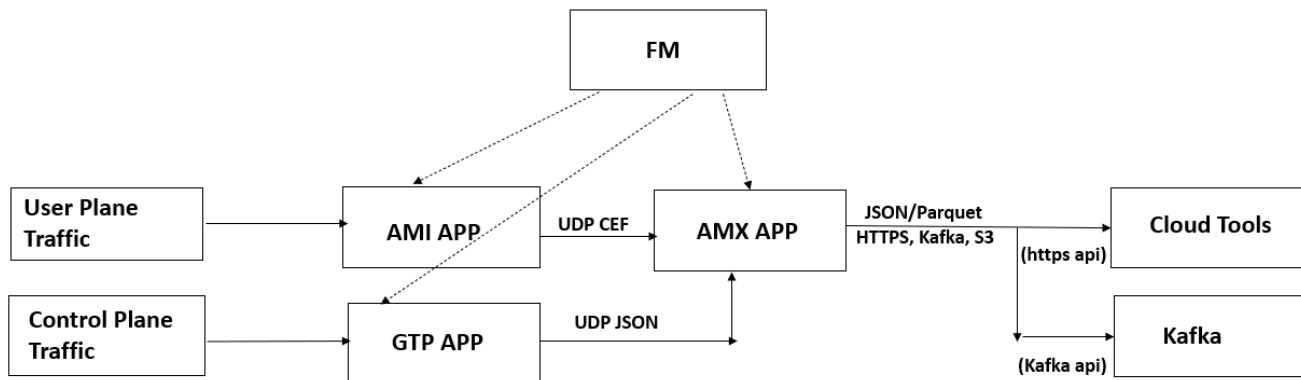 FM
User Plane
Traffic
AMI APP
UDP CEF
AMX APP
JSON/Parquet
HTTPS, Kafka, S3
(https api)
Cloud Tools
Control Plane
Traffic
GTP APP
UDP JSON
(Kafka api)
Kafka